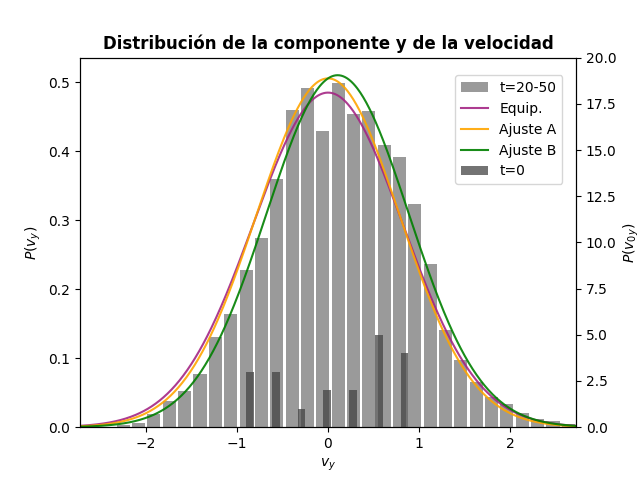 Distribución de la componente y de la velocidad
P(v_y)
0.5
0.4
0.3
0.2
0.1
0.0
20.0
17.5
15.0
12.5
10.0
7.5
5.0
2.5
0.0
P(v_{0y})
t=20-50
Equip.
Ajuste A
Ajuste B
t=0
−2
−1
0
1
2
v_y